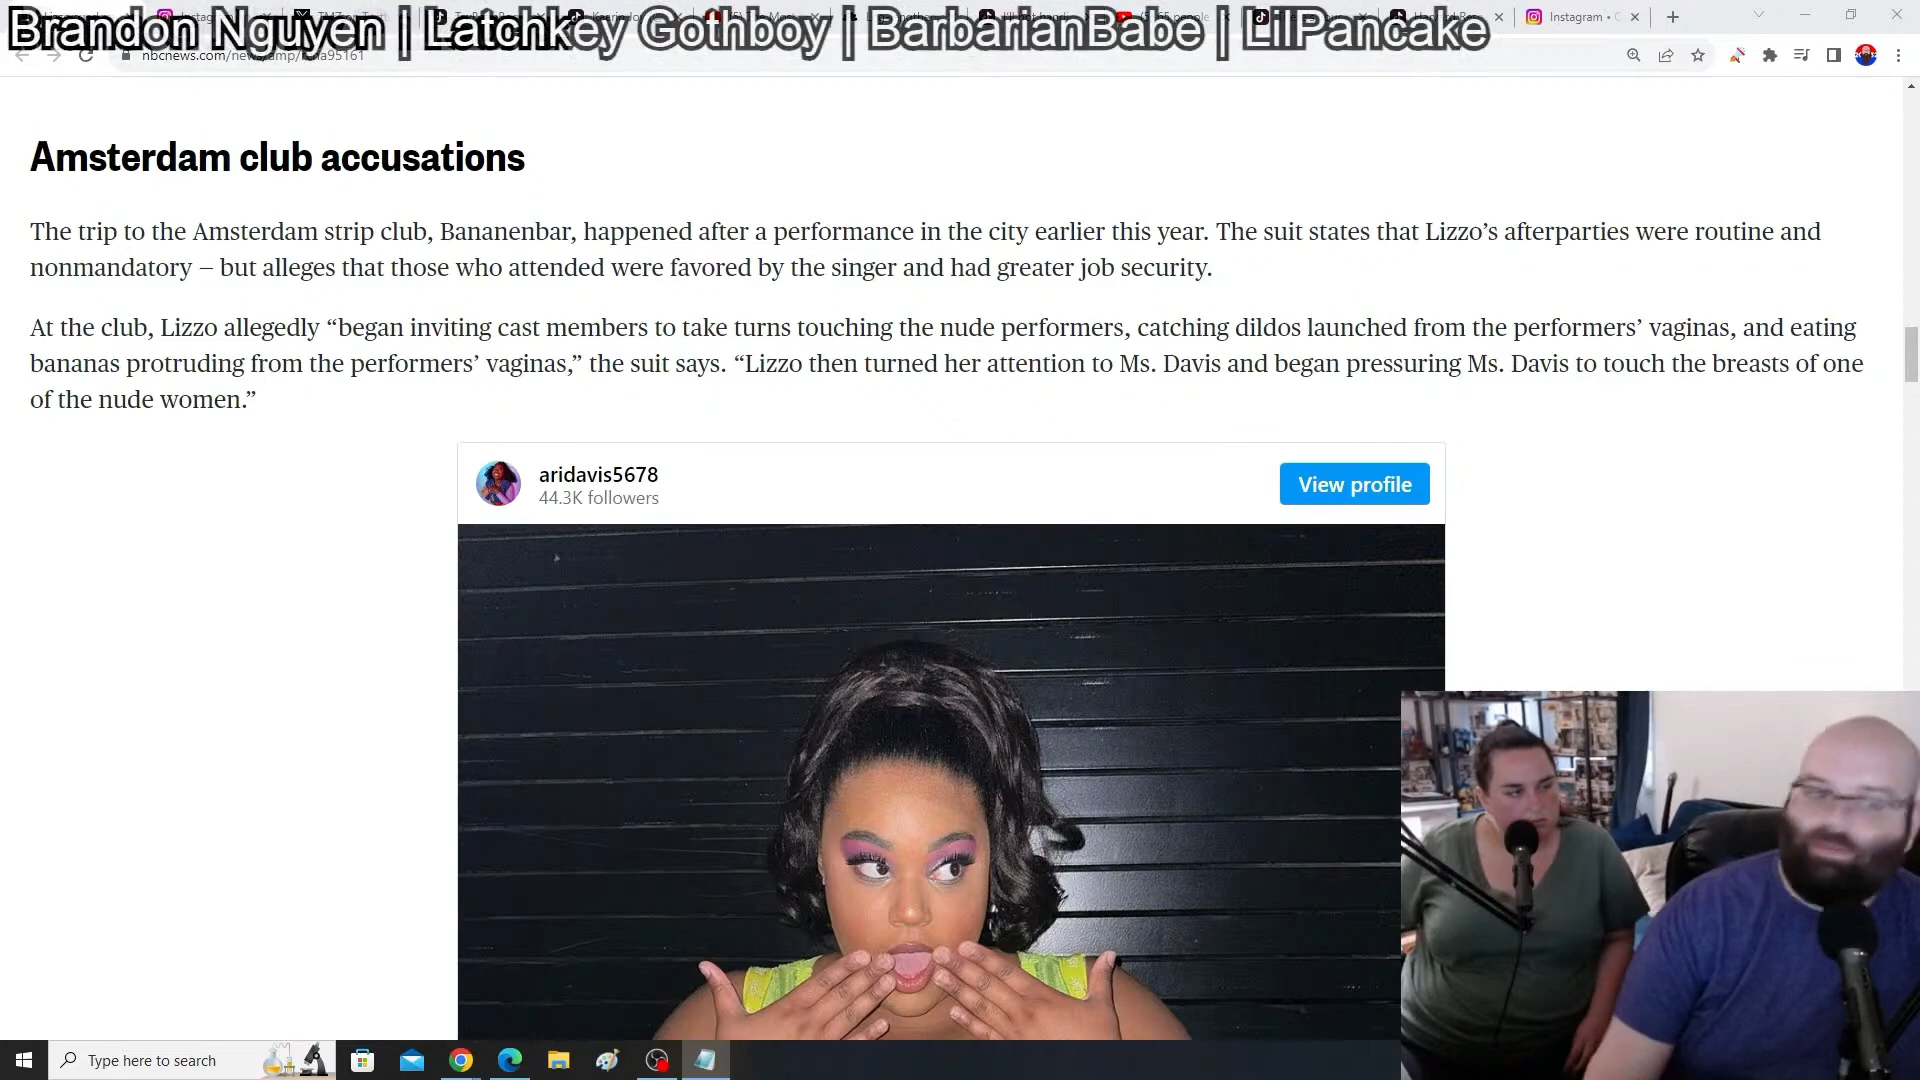 Brandon Nguyen | Latchkey Gothboy | BarbarianBabe | LilPancake
Instagram • C
nbcnews.com/news/amp/rcna95161
Amsterdam club accusations
The trip to the Amsterdam strip club, Bananenbar, happened after a performance in the city earlier this year. The suit states that Lizzo’s afterparties were routine and
nonmandatory — but alleges that those who attended were favored by the singer and had greater job security.
At the club, Lizzo allegedly “began inviting cast members to take turns touching the nude performers, catching dildos launched from the performers’ vaginas, and eating
bananas protruding from the performers’ vaginas,” the suit says. “Lizzo then turned her attention to Ms. Davis and began pressuring Ms. Davis to touch the breasts of one
of the nude women.”
aridavis5678
44.3K followers
View profile
Type here to search